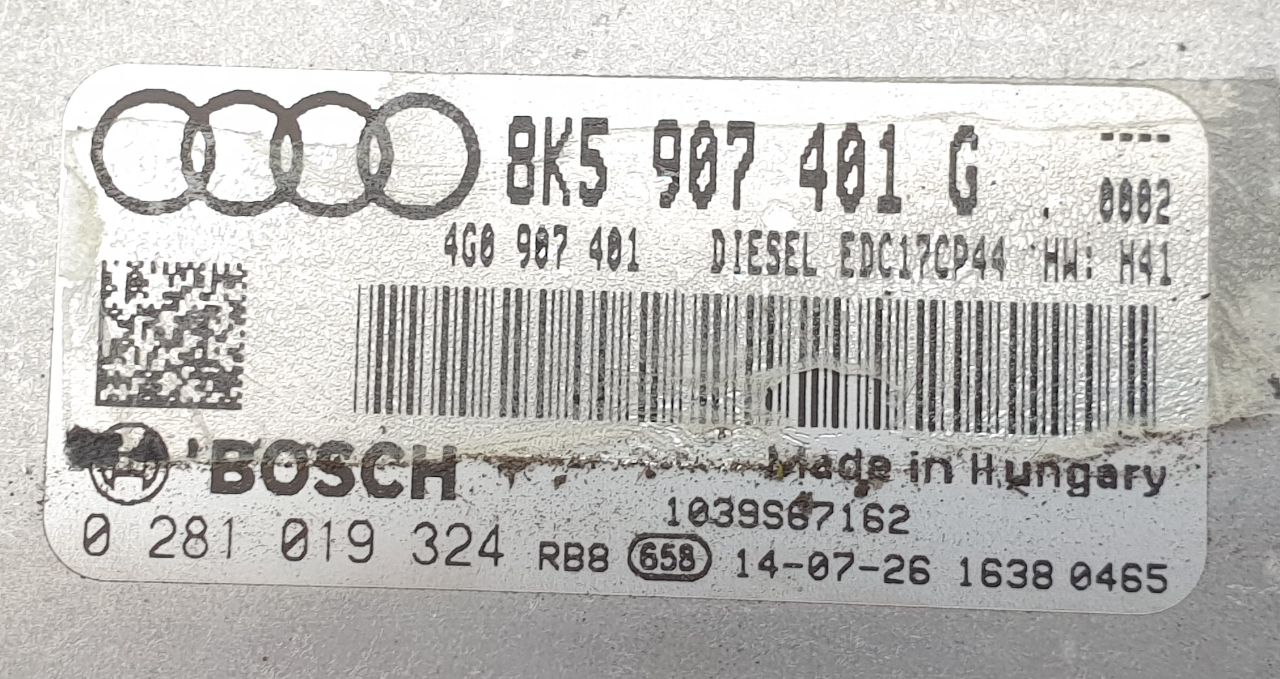 8K5 907 401 G . ----
0002
4G0 907 401 DIESEL EDC17CP44 HW: H41
BOSCH
Made in Hungary
1039S67162
0 281 019 324 RB8 658 14-07-26 1638 0465